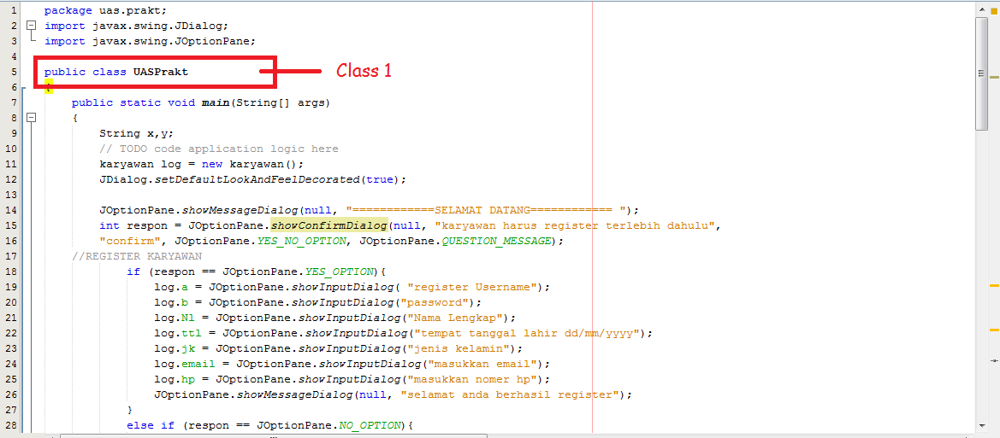 1 package uas.prakt;
2 import javax.swing.JDialog;
3 import javax.swing.JOptionPane;
4
5 public class UASPrakt Class 1
6 {
7 public static void main(String[] args)
8 {
9 String x,y;
10 // TODO code application logic here
11 karyawan log = new karyawan();
12 JDialog.setDefaultLookAndFeelDecorated(true);
13
14 JOptionPane.showMessageDialog(null, "============SELAMAT DATANG============ ");
15 int respon = JOptionPane.showConfirmDialog(null, "karyawan harus register terlebih dahulu",
16 "confirm", JOptionPane.YES_NO_OPTION, JOptionPane.QUESTION_MESSAGE);
17 //REGISTER KARYAWAN
18 if (respon == JOptionPane.YES_OPTION){
19 log.a = JOptionPane.showInputDialog( "register Username");
20 log.b = JOptionPane.showInputDialog("password");
21 log.Nl = JOptionPane.showInputDialog("Nama Lengkap");
22 log.ttl = JOptionPane.showInputDialog("tempat tanggal lahir dd/mm/yyyy");
23 log.jk = JOptionPane.showInputDialog("jenis kelamin");
24 log.email = JOptionPane.showInputDialog("masukkan email");
25 log.hp = JOptionPane.showInputDialog("masukkan nomer hp");
26 JOptionPane.showMessageDialog(null, "selamat anda berhasil register");
27 }
28 else if (respon == JOptionPane.NO_OPTION){